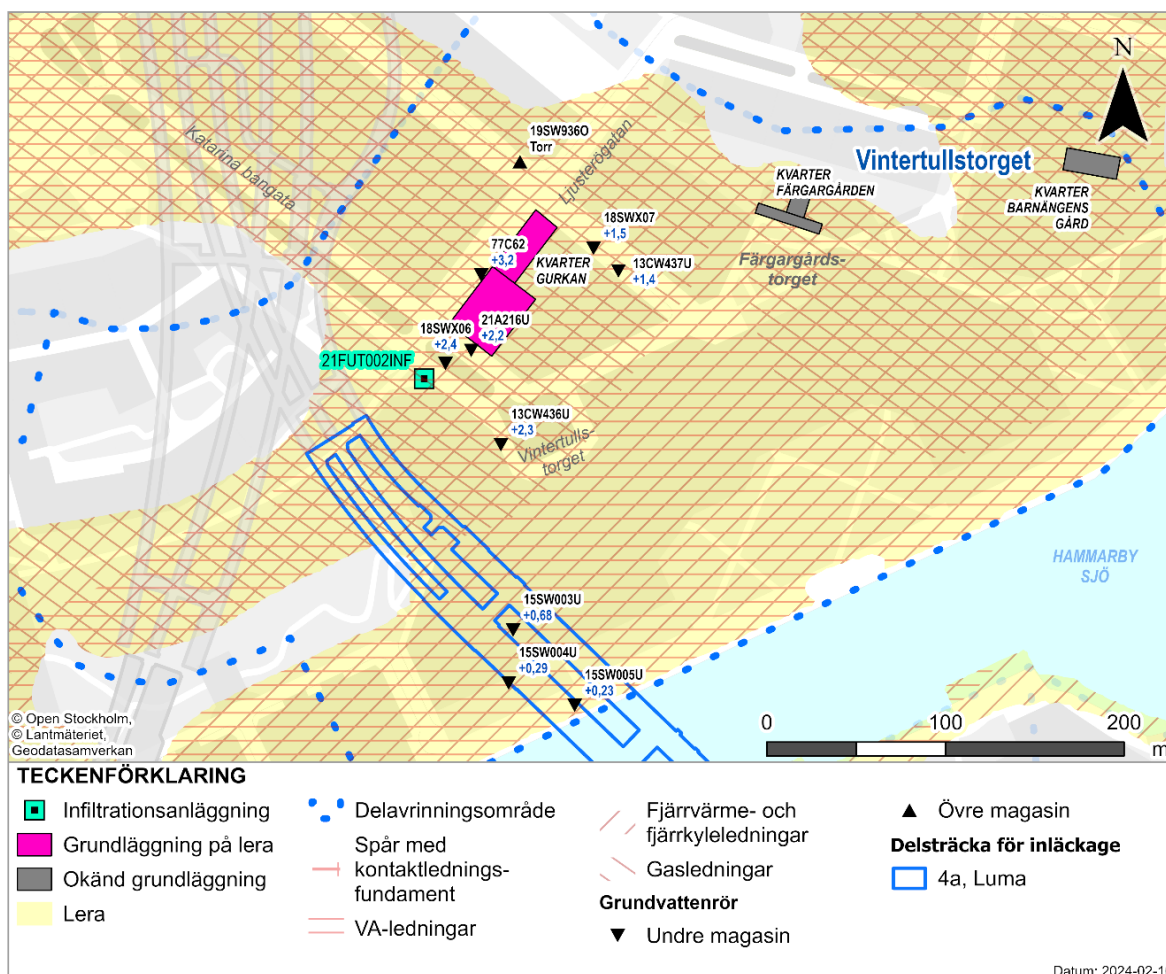 N
19SW936O
Torr
Katarina bangata
Ljusterögatan
Vintertullstorget
KVARTER
FÄRGARGÅRDEN
KVARTER
BARNÄNGENS
GÅRD
18SWX07
+1,5
77C62
+3,2
KVARTER
GURKAN
13CW437U
+1,4
Färgargårds-
torget
21A216U
+2,2
18SWX06
+2,4
21FUT002INF
13CW436U
+2,3
Vintertulls-
torget
HAMMARBY
SJÖ
15SW003U
+0,68
15SW004U
+0,29
15SW005U
+0,23
© Open Stockholm,
© Lantmäteriet,
Geodatasamverkan
0 100 200
m
TECKENFÖRKLARING
Infiltrationsanläggning
Grundläggning på lera
Okänd grundläggning
Lera
Delavrinningsområde
Spår med
kontaktlednings-
fundament
VA-ledningar
Fjärrvärme- och
fjärrkyleledningar
Gasledningar
Grundvattenrör
Undre magasin
Övre magasin
Delsträcka för inläckage
4a, Luma
Datum: 2024-02-1